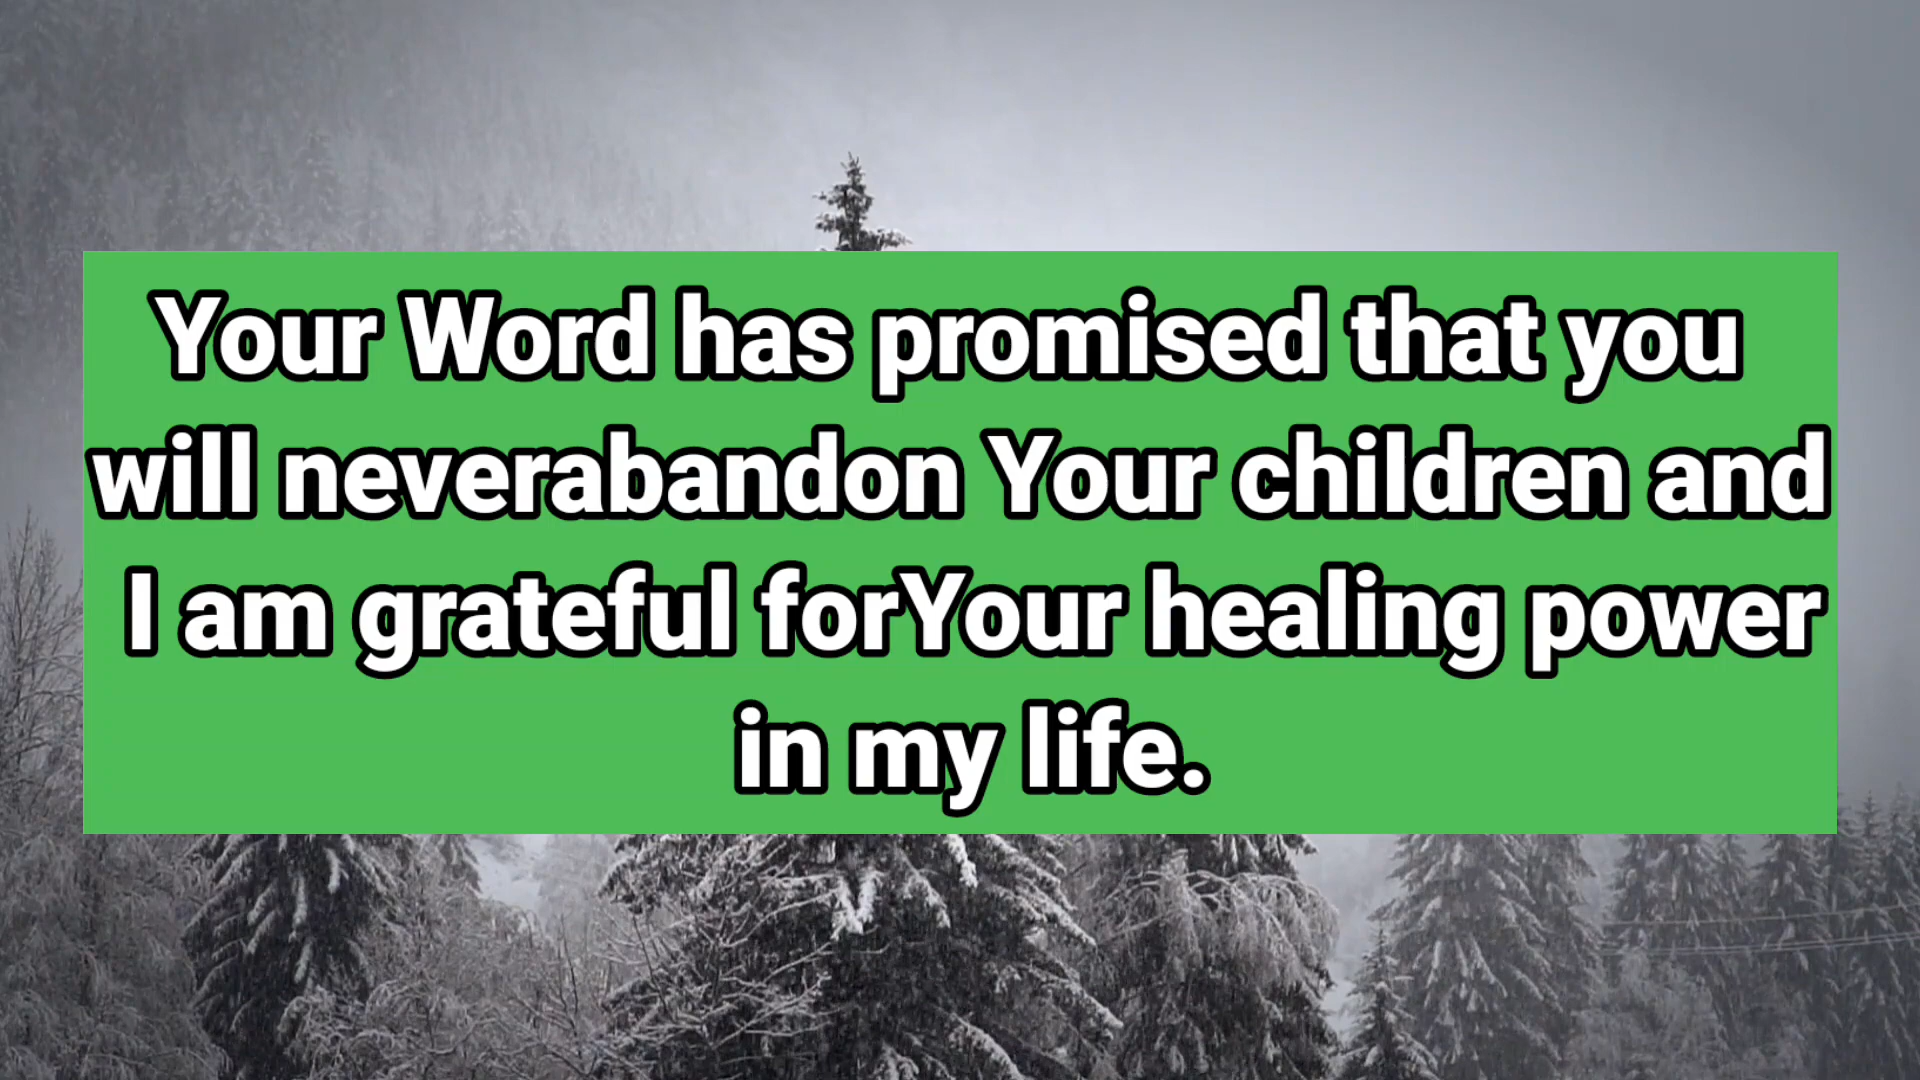 Your Word has promised that you
will neverabandon Your children and
I am grateful forYour healing power
in my life.